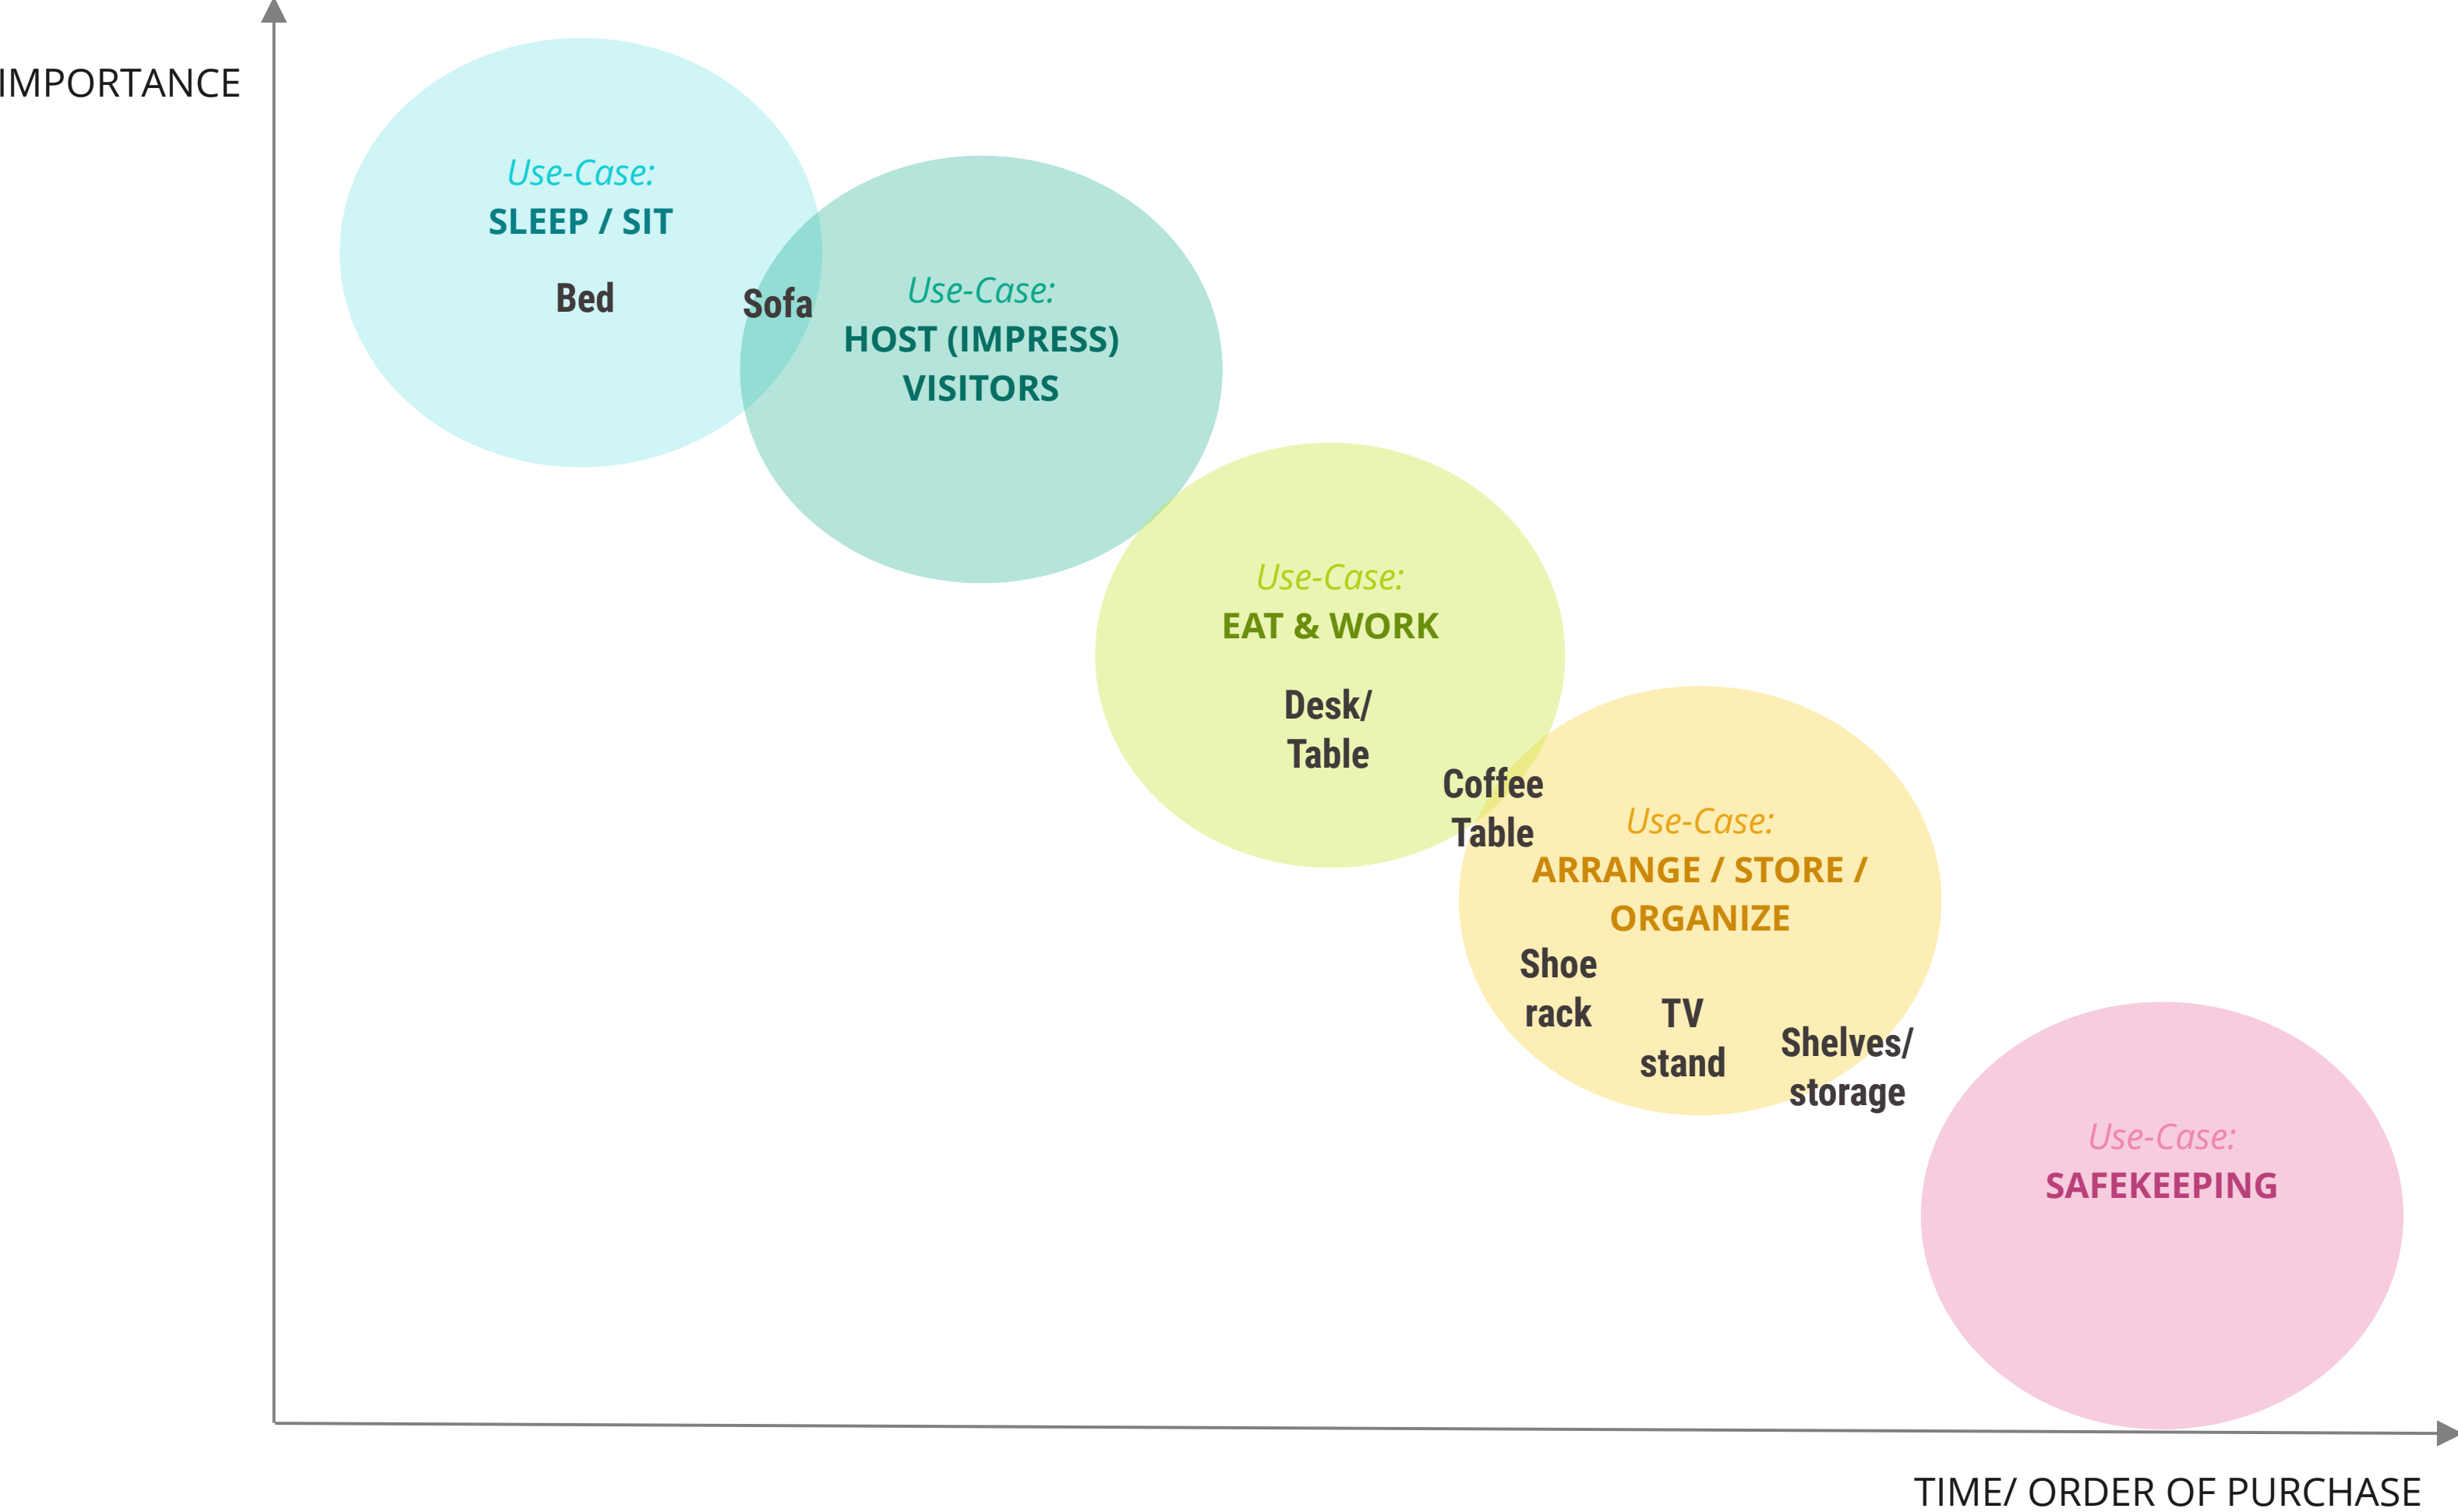 IMPORTANCE
Use-Case:
SLEEP / SIT
Bed
Sofa
Use-Case:
HOST (IMPRESS)
VISITORS
Use-Case:
EAT & WORK
Desk/
Table
Coffee
Table
Use-Case:
ARRANGE / STORE /
ORGANIZE
Shoe
rack
TV
stand
Shelves/
storage
Use-Case:
SAFEKEEPING
TIME/ ORDER OF PURCHASE